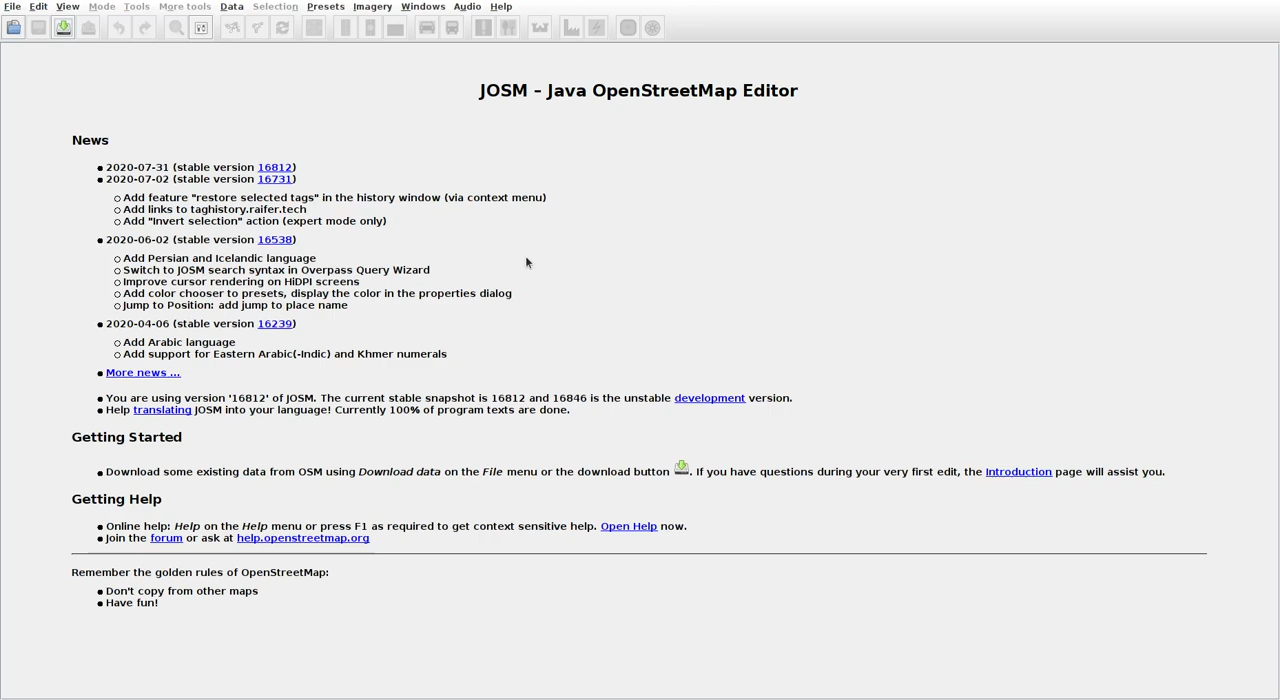 File Edit View Mode Tools More tools Data Selection Presets Imagery Windows Audio Help
JOSM – Java OpenStreetMap Editor
News
2020-07-31 (stable version 16812)
2020-07-02 (stable version 16731)
Add feature "restore selected tags" in the history window (via context menu)
Add links to taghistory.raifer.tech
Add "Invert selection" action (expert mode only)
2020-06-02 (stable version 16538)
Add Persian and Icelandic language
Switch to JOSM search syntax in Overpass Query Wizard
Improve cursor rendering on HiDPI screens
Add color chooser to presets, display the color in the properties dialog
Jump to Position: add jump to place name
2020-04-06 (stable version 16239)
Add Arabic language
Add support for Eastern Arabic(-Indic) and Khmer numerals
More news ...
You are using version '16812' of JOSM. The current stable snapshot is 16812 and 16846 is the unstable development version.
Help translating JOSM into your language! Currently 100% of program texts are done.
Getting Started
Download some existing data from OSM using Download data on the File menu or the download button . If you have questions during your very first edit, the Introduction page will assist you.
Getting Help
Online help: Help on the Help menu or press F1 as required to get context sensitive help. Open Help now.
Join the forum or ask at help.openstreetmap.org
Remember the golden rules of OpenStreetMap:
Don't copy from other maps
Have fun!